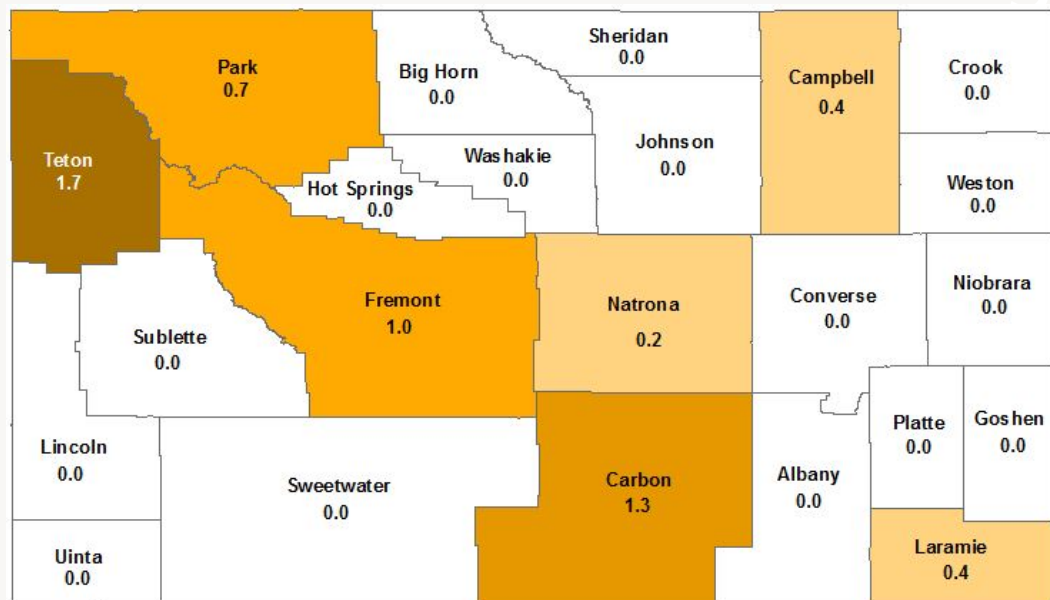 Park
0.7
Big Horn
0.0
Sheridan
0.0
Campbell
0.4
Crook
0.0
Teton
1.7
Hot Springs
0.0
Washakie
0.0
Johnson
0.0
Weston
0.0
Sublette
0.0
Fremont
1.0
Natrona
0.2
Converse
0.0
Niobrara
0.0
Lincoln
0.0
Sweetwater
0.0
Carbon
1.3
Albany
0.0
Platte
0.0
Goshen
0.0
Uinta
0.0
Laramie
0.4